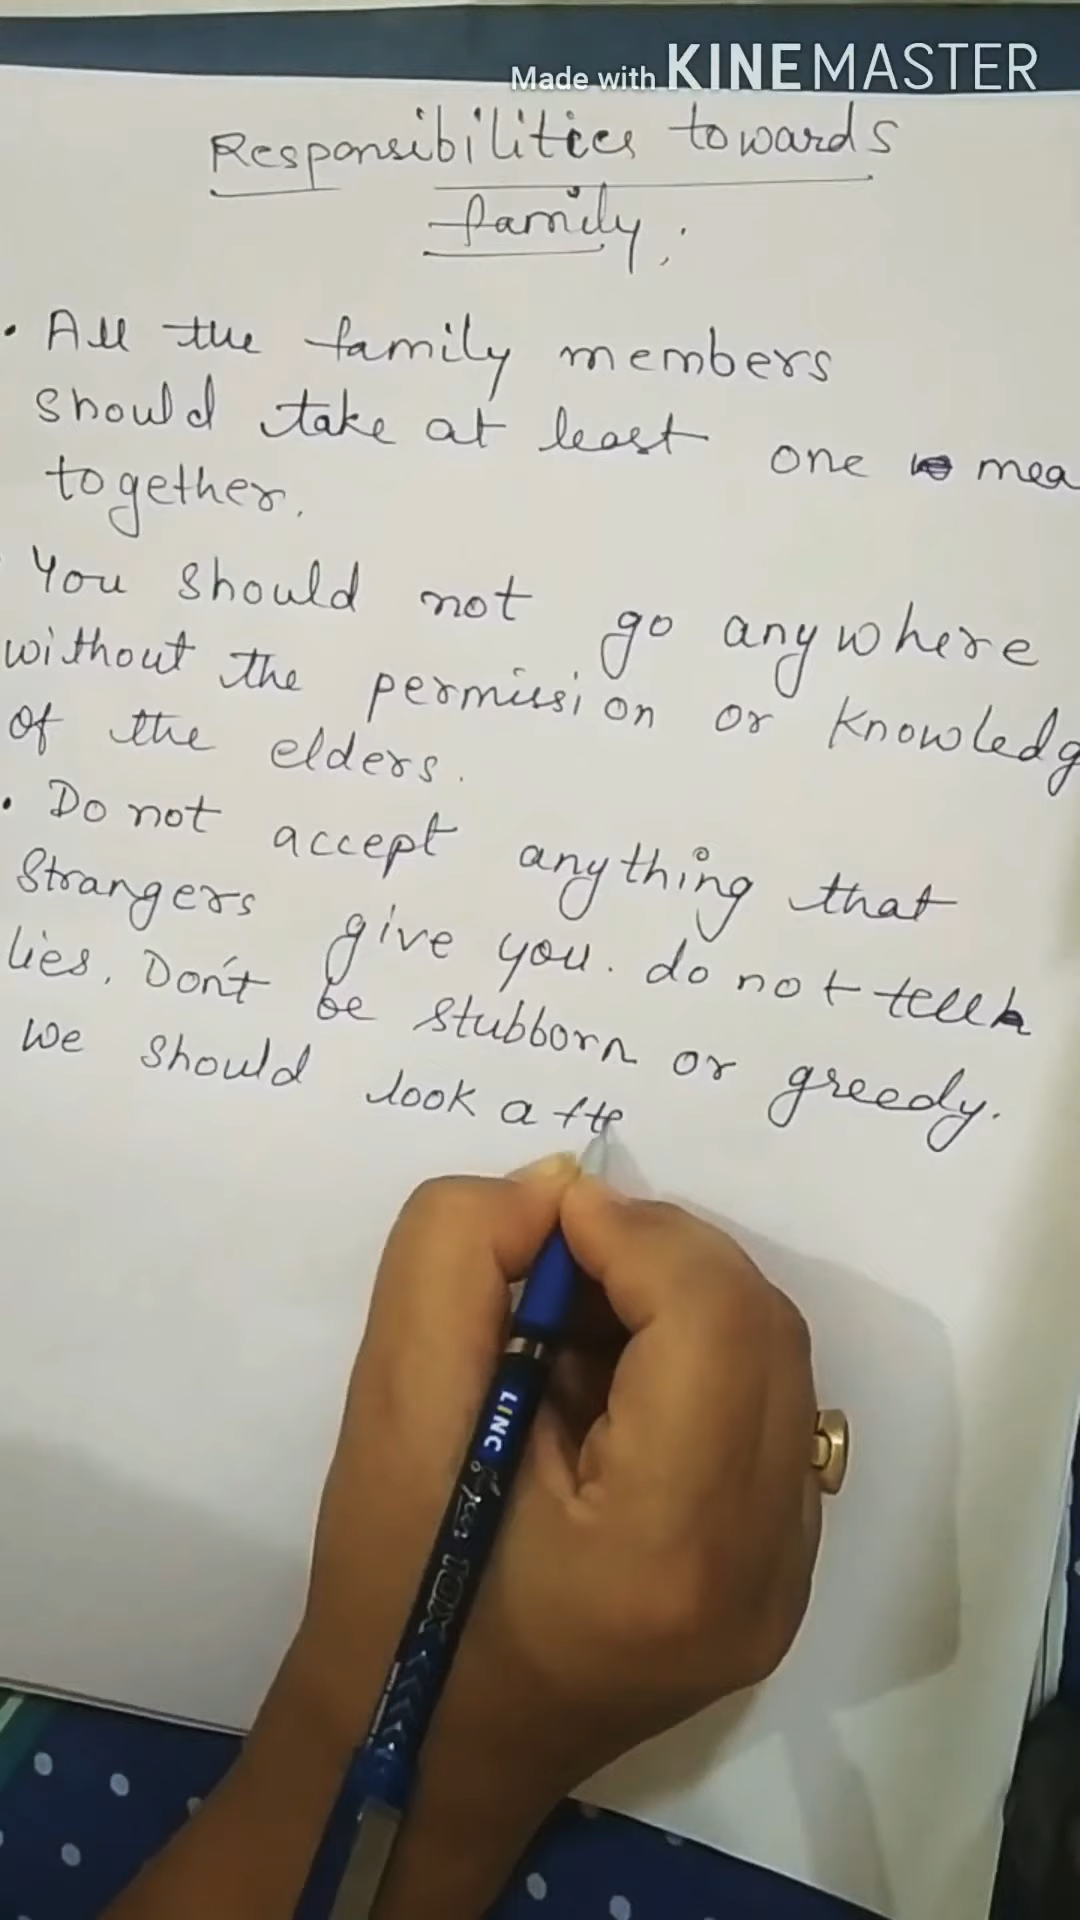 Made with KINEMASTER
Responsibilities towards
family:
• All the family members
should take at least one mea
together.
You should not go anywhere
without the permission or knowledg
of the elders.
• Do not accept anything that
Strangers give you. do not tell
lies. Don't be stubborn or greedy.
We should look afte
LINC
10X